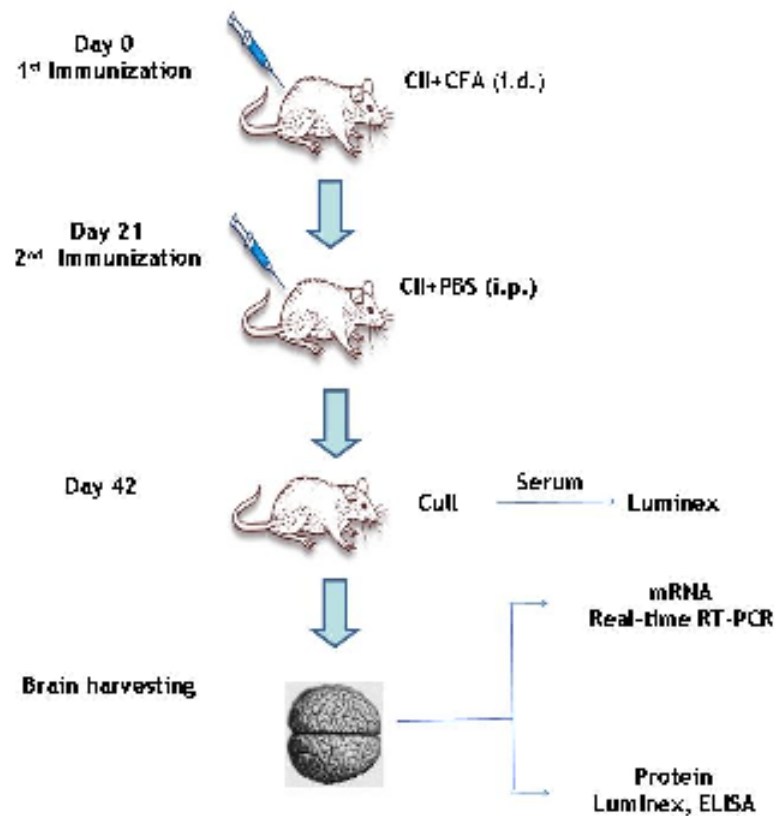 Day 0
1st Immunization
CII+CFA (i.d.)
Day 21
2nd Immunization
CII+PBS (i.p.)
Day 42
Cull
Serum
Luminex
mRNA
Real-time RT-PCR
Brain harvesting
Protein
Luminex, ELISA